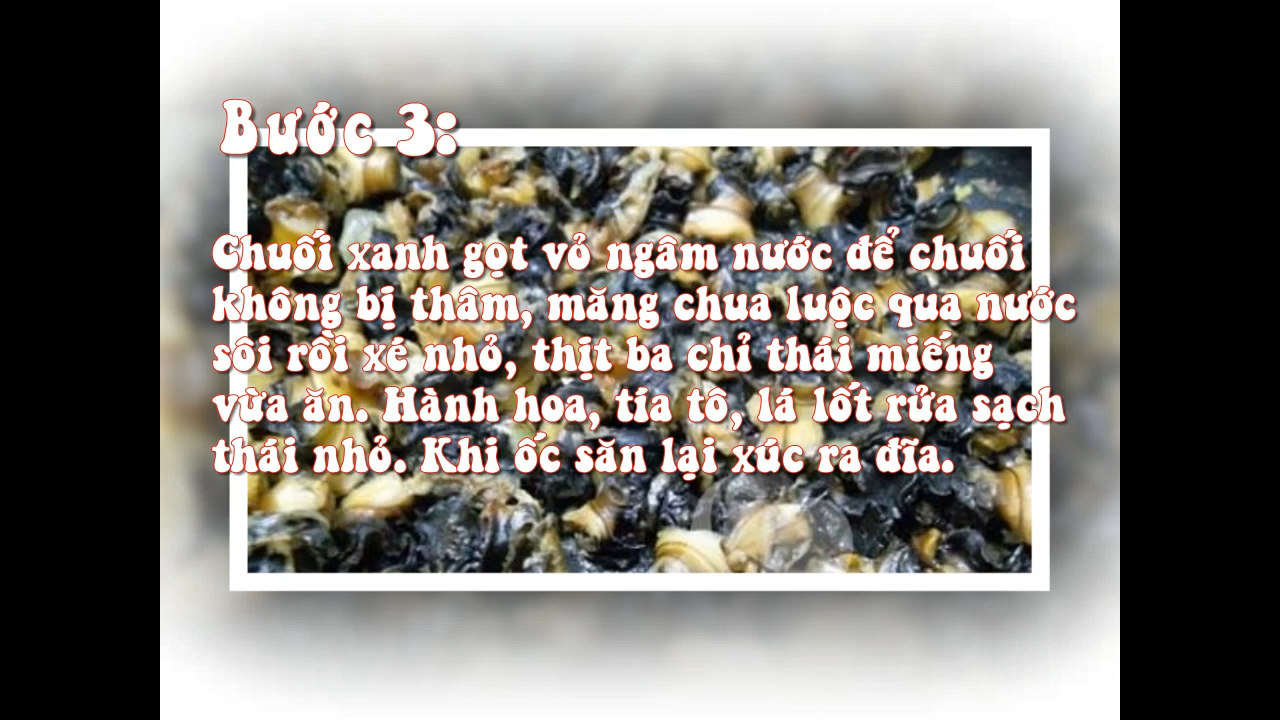 Bước 3:
Chuối xanh gọt vỏ ngâm nước để chuối
không bị thâm, măng chua luộc qua nước
sôi rồi xé nhỏ, thịt ba chỉ thái miếng
vừa ăn. Hành hoa, tía tô, lá lốt rửa sạch
thái nhỏ. Khi ốc săn lại xúc ra đĩa.